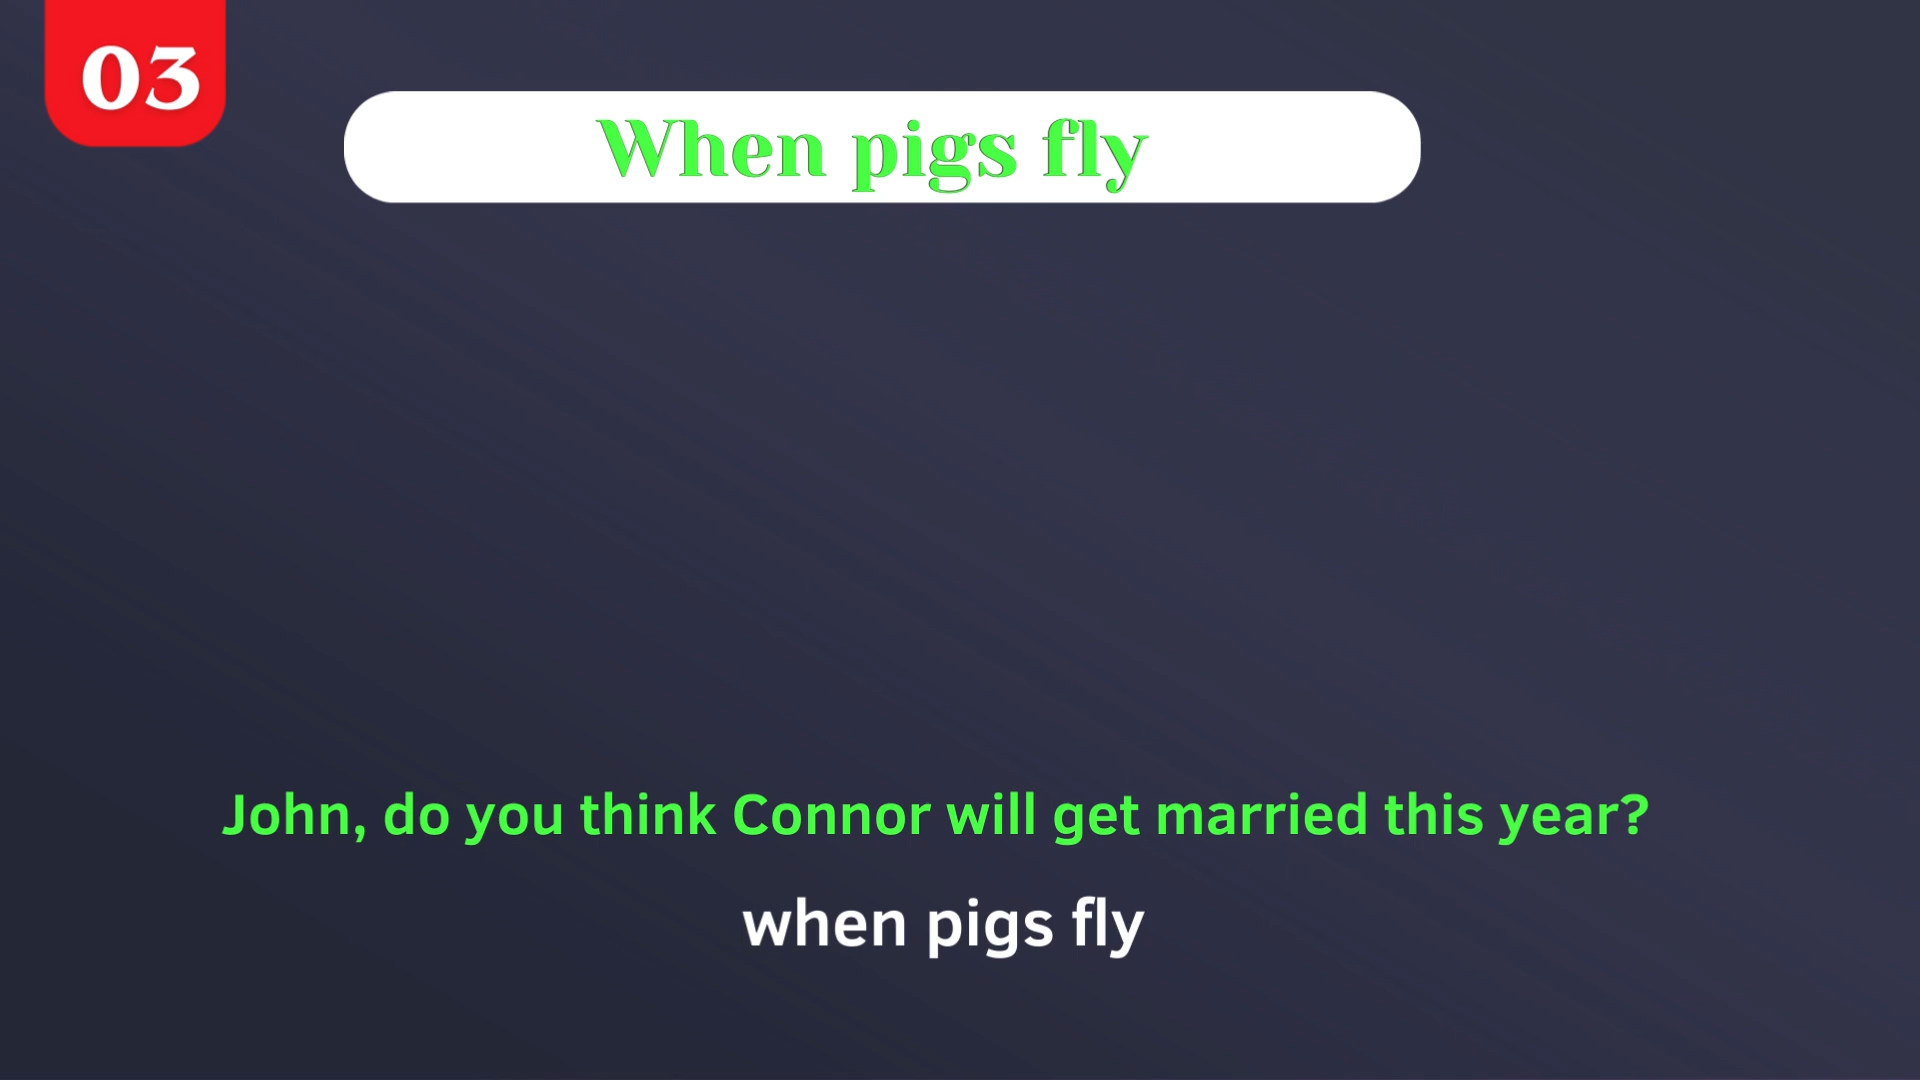 03
When pigs fly
John, do you think Connor will get married this year?
when pigs fly